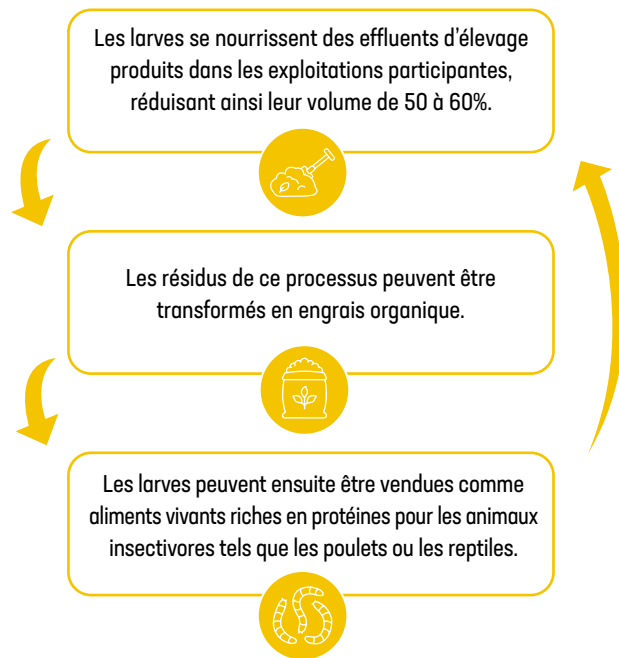 Les larves se nourrissent des effluents d’élevage
produits dans les exploitations participantes,
réduisant ainsi leur volume de 50 à 60%.
Les résidus de ce processus peuvent être
transformés en engrais organique.
Les larves peuvent ensuite être vendues comme
aliments vivants riches en protéines pour les animaux
insectivores tels que les poulets ou les reptiles.